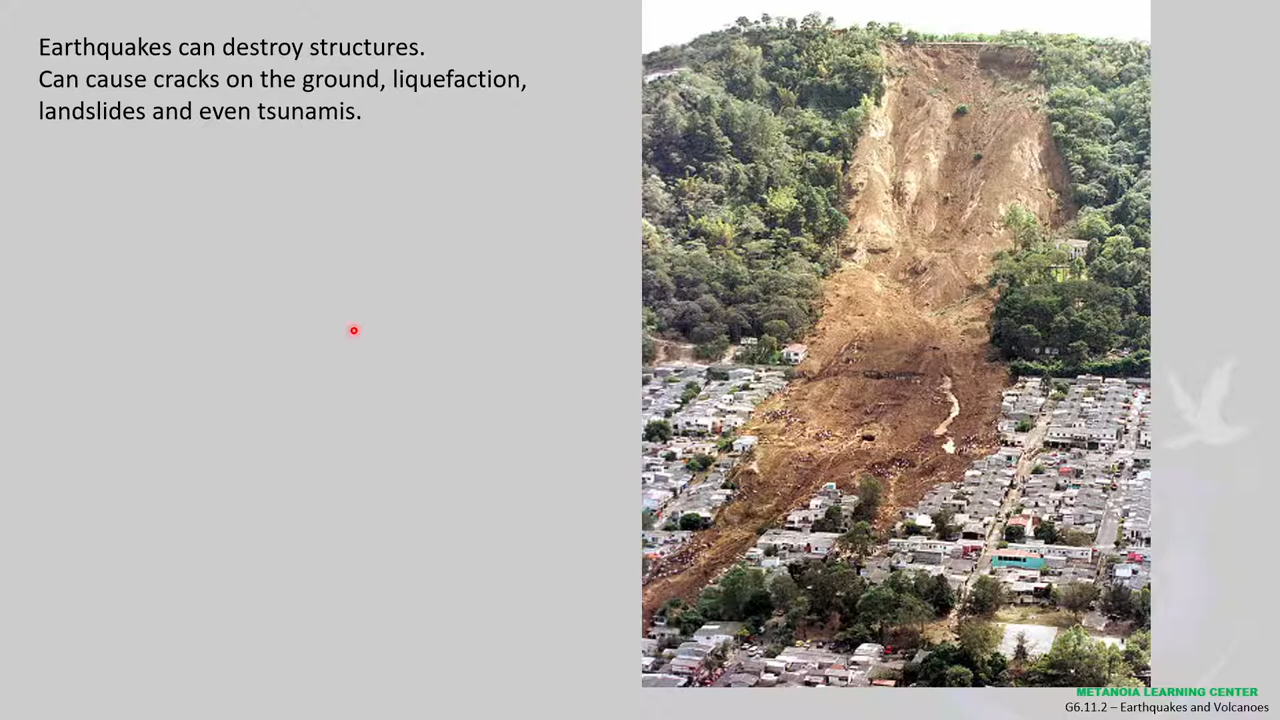 Earthquakes can destroy structures.
Can cause cracks on the ground, liquefaction,
landslides and even tsunamis.
METANOIA LEARNING CENTER
G6.11.2 – Earthquakes and Volcanoes